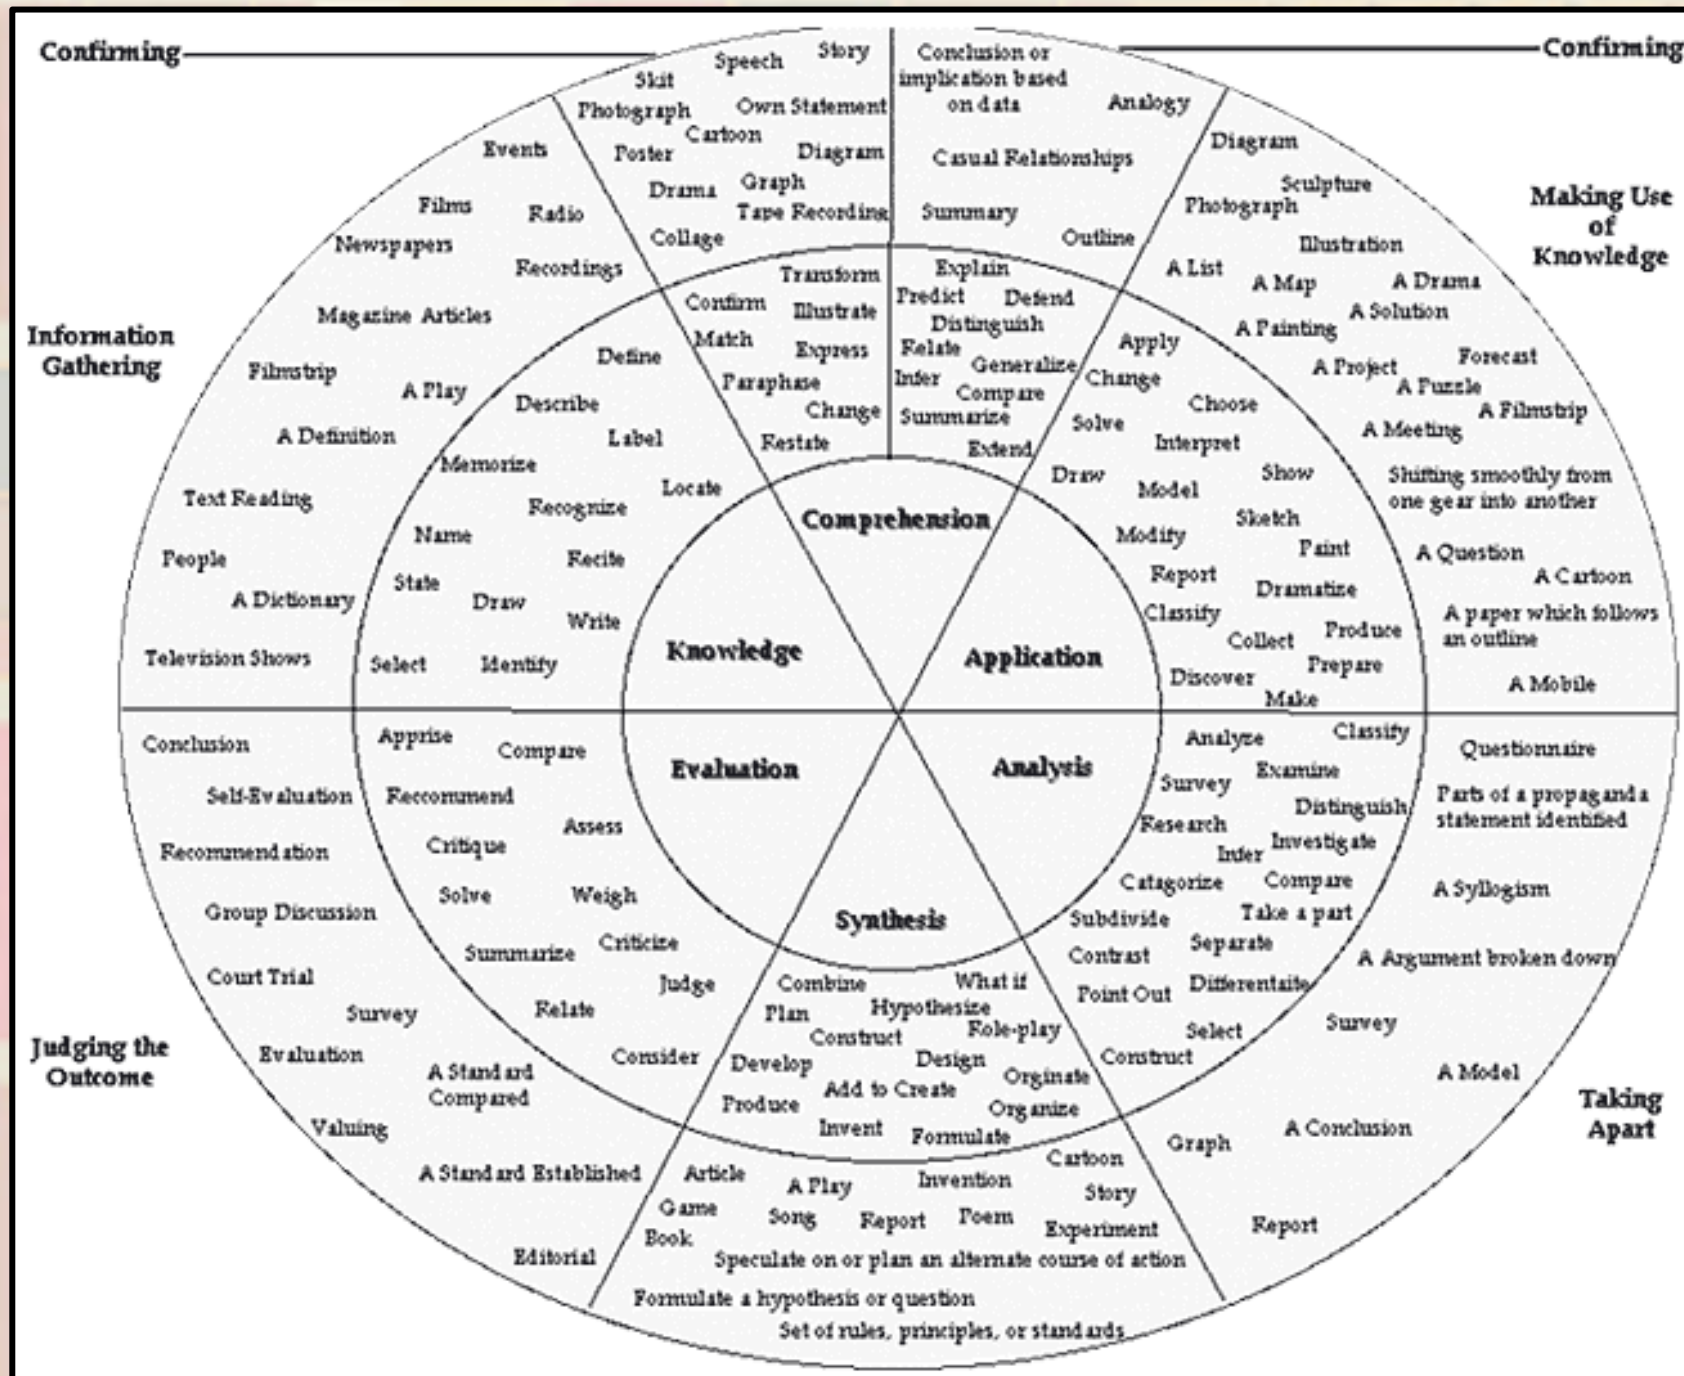 Confirming
Confirming
Information
Gathering
Making Use
of
Knowledge
Judging the
Outcome
Taking
Apart
Knowledge
Comprehension
Application
Evaluation
Analysis
Synthesis
Story
Speech
Skit
Photograph
Own Statement
Cartoon
Poster
Diagram
Drama
Graph
Tape Recording
Collage
Conclusion or
implication based
on data
Analogy
Casual Relationships
Summary
Outline
Transform
Confirm
Illustrate
Match
Express
Paraphase
Change
Restate
Explain
Predict
Defend
Distinguish
Relate
Generalize
Infer
Compare
Summarize
Extend
Diagram
Sculpture
Photograph
Illustration
A List
A Map
A Drama
A Solution
A Painting
Forecast
A Project
A Puzzle
A Filmstrip
A Meeting
Shifting smoothly from
one gear into another
A Question
A Cartoon
A paper which follows
an outline
A Mobile
Apply
Change
Choose
Solve
Interpret
Show
Draw
Model
Sketch
Modify
Paint
Report
Dramatize
Classify
Collect
Produce
Prepare
Discover
Make
Analyze
Classify
Survey
Examine
Distinguish
Research
Investigate
Infer
Catagorize
Compare
Subdivide
Take a part
Separate
Contrast
Point Out
Differentaite
Select
Construct
Questionnaire
Parts of a propaganda
statement identified
A Syllogism
A Argument broken down
Survey
A Model
A Conclusion
Graph
Report
Combine
What if
Plan
Hypothesize
Role-play
Construct
Develop
Design
Orginate
Add to Create
Produce
Organize
Invent
Formulate
Cartoon
Article
A Play
Invention
Story
Game
Song
Report
Poem
Experiment
Book
Speculate on or plan an alternate course of action
Formulate a hypothesis or question
Set of rules, principles, or standards
Apprise
Compare
Reccommend
Assess
Critique
Solve
Weigh
Summarize
Criticize
Judge
Relate
Consider
Conclusion
Self-Evaluation
Recommendation
Group Discussion
Court Trial
Survey
Evaluation
A Standard
Compared
Valuing
A Standard Established
Editorial
Events
Films
Radio
Newspapers
Recordings
Magazine Articles
Filmstrip
A Play
A Definition
Text Reading
People
A Dictionary
Television Shows
Define
Describe
Label
Memorize
Locate
Recognize
Name
Recite
State
Draw
Write
Select
Identify